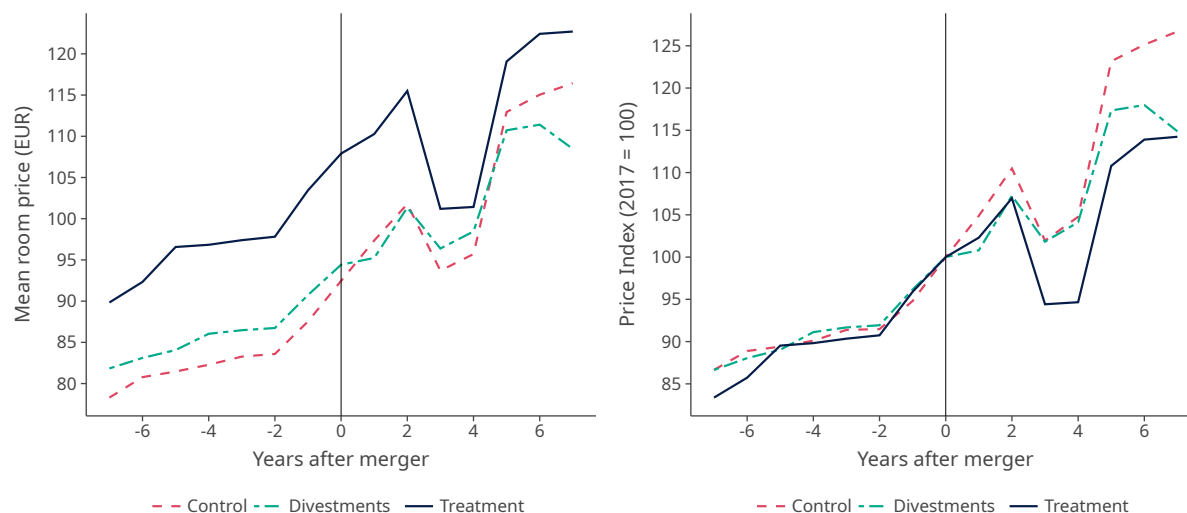 Mean room price (EUR)
120
115
110
105
100
95
90
85
80
-6 -4 -2 0 2 4 6
Years after merger
Control Divestments Treatment
Price Index (2017 = 100)
125
120
115
110
105
100
95
90
85
-6 -4 -2 0 2 4 6
Years after merger
Control Divestments Treatment